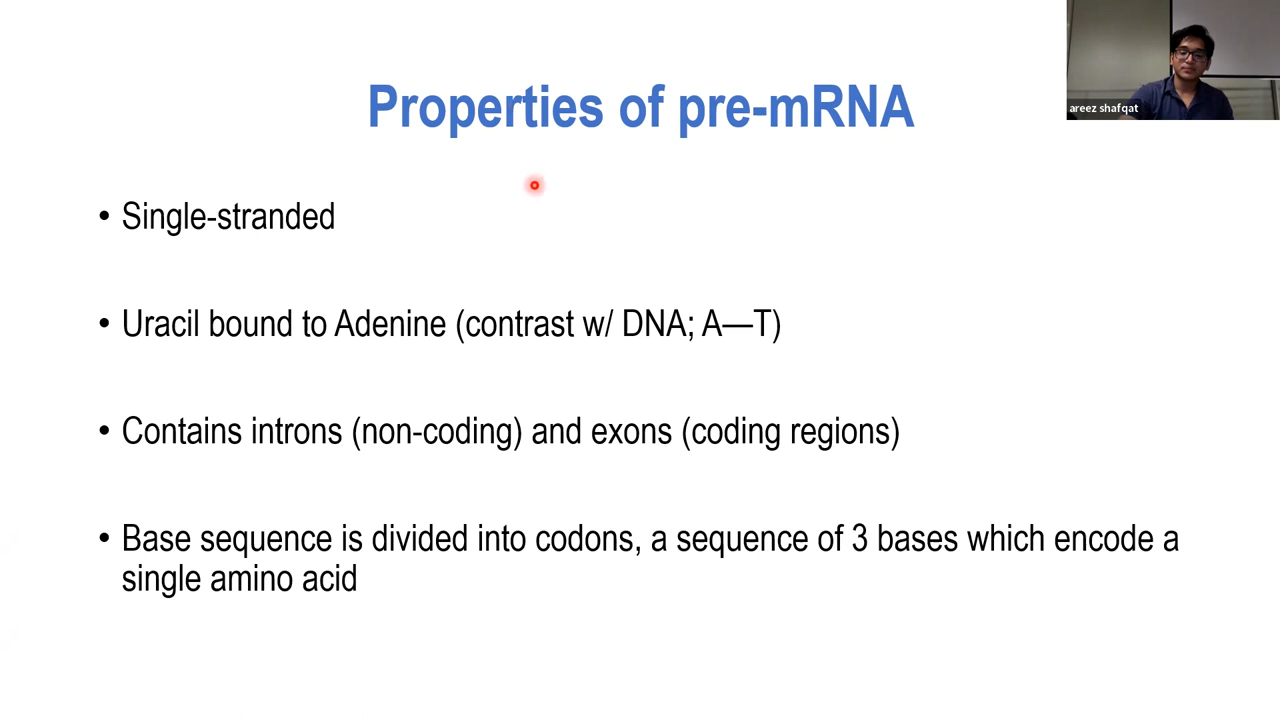 Properties of pre-mRNA
areez shafqat
• Single-stranded
• Uracil bound to Adenine (contrast w/ DNA; A—T)
• Contains introns (non-coding) and exons (coding regions)
• Base sequence is divided into codons, a sequence of 3 bases which encode a
single amino acid